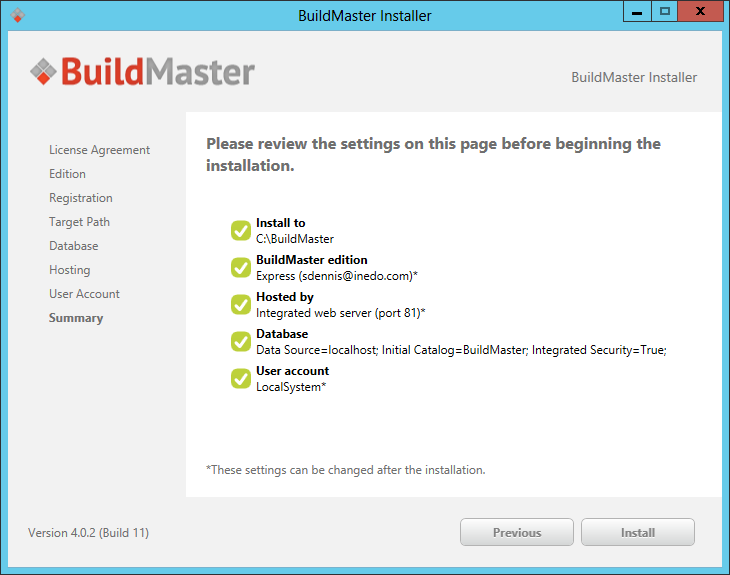 BuildMaster Installer
BuildMaster
BuildMaster Installer
License Agreement
Edition
Registration
Target Path
Database
Hosting
User Account
Summary
Please review the settings on this page before beginning the
installation.
Install to
C:\BuildMaster
BuildMaster edition
Express (sdennis@inedo.com)*
Hosted by
Integrated web server (port 81)*
Database
Data Source=localhost; Initial Catalog=BuildMaster; Integrated Security=True;
User account
LocalSystem*
*These settings can be changed after the installation.
Version 4.0.2 (Build 11)
Previous
Install